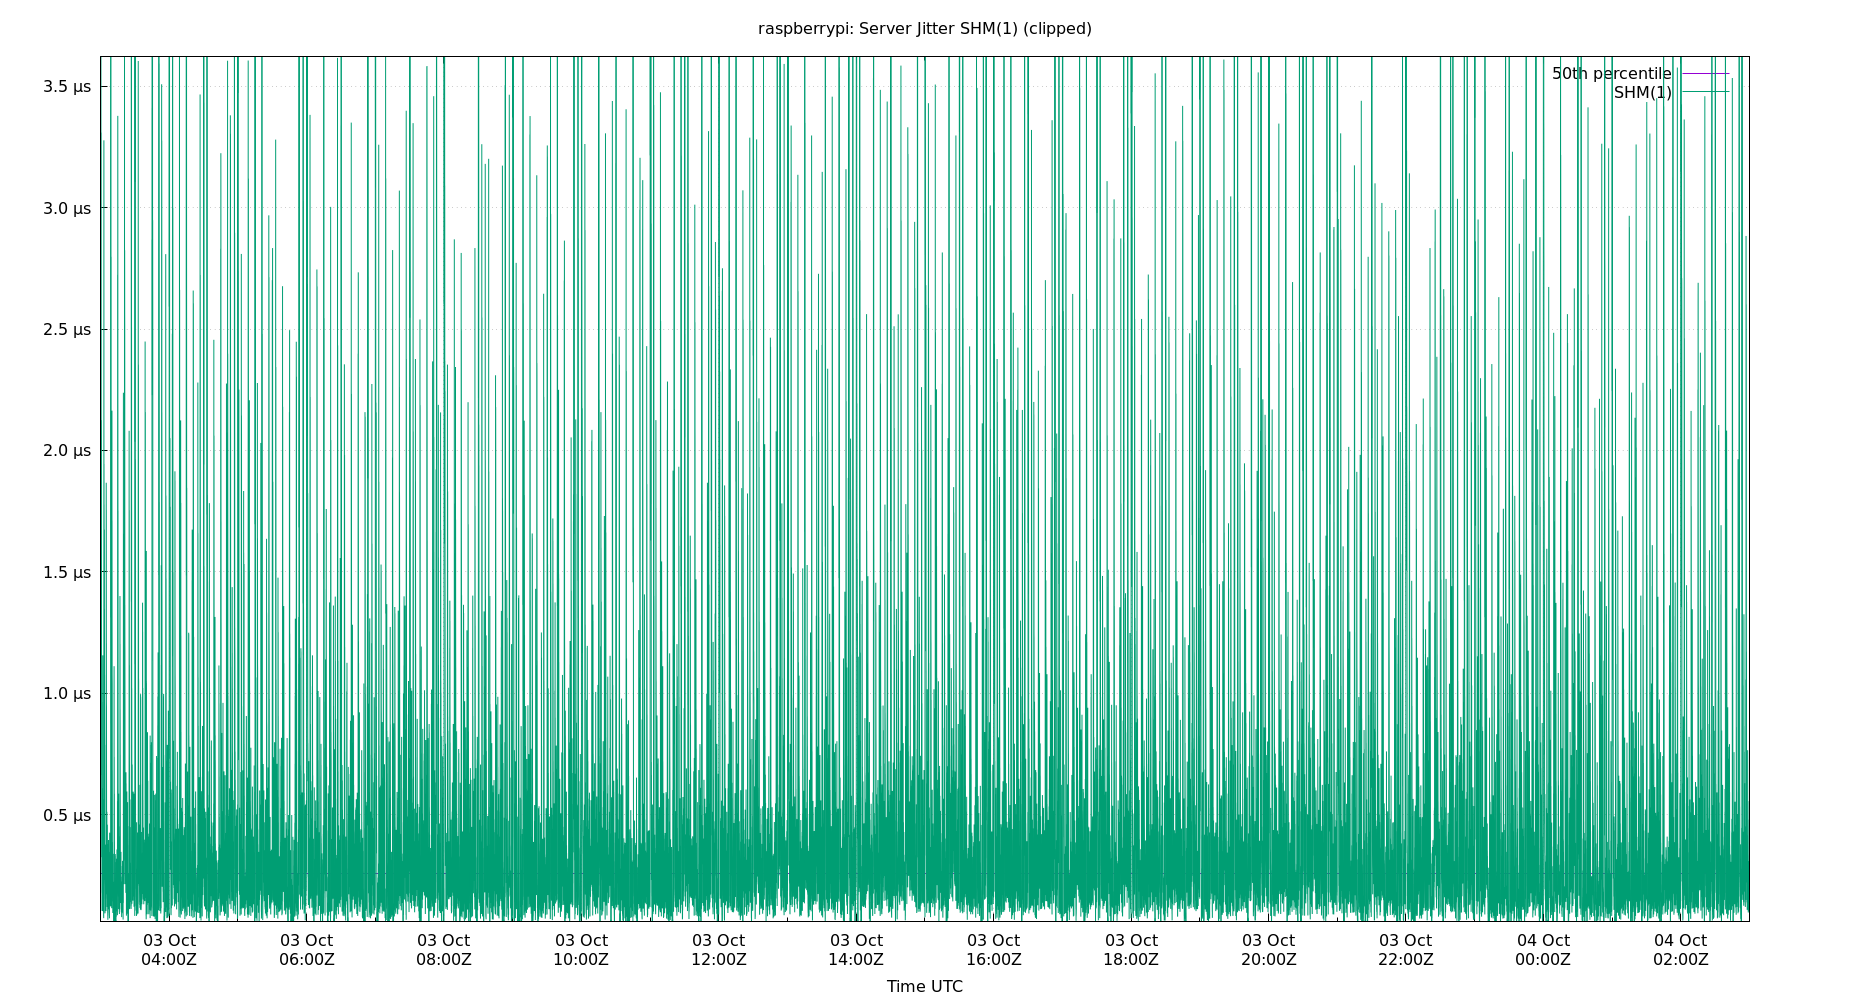 raspberrypi: Server Jitter SHM(1) (clipped)
50th percentile
SHM(1)
3.5 μs
3.0 μs
2.5 μs
2.0 μs
1.5 μs
1.0 μs
0.5 μs
03 Oct 03 Oct 03 Oct 03 Oct 03 Oct 03 Oct 03 Oct 03 Oct 03 Oct 03 Oct 04 Oct 04 Oct
04:00Z 06:00Z 08:00Z 10:00Z 12:00Z 14:00Z 16:00Z 18:00Z 20:00Z 22:00Z 00:00Z 02:00Z
Time UTC